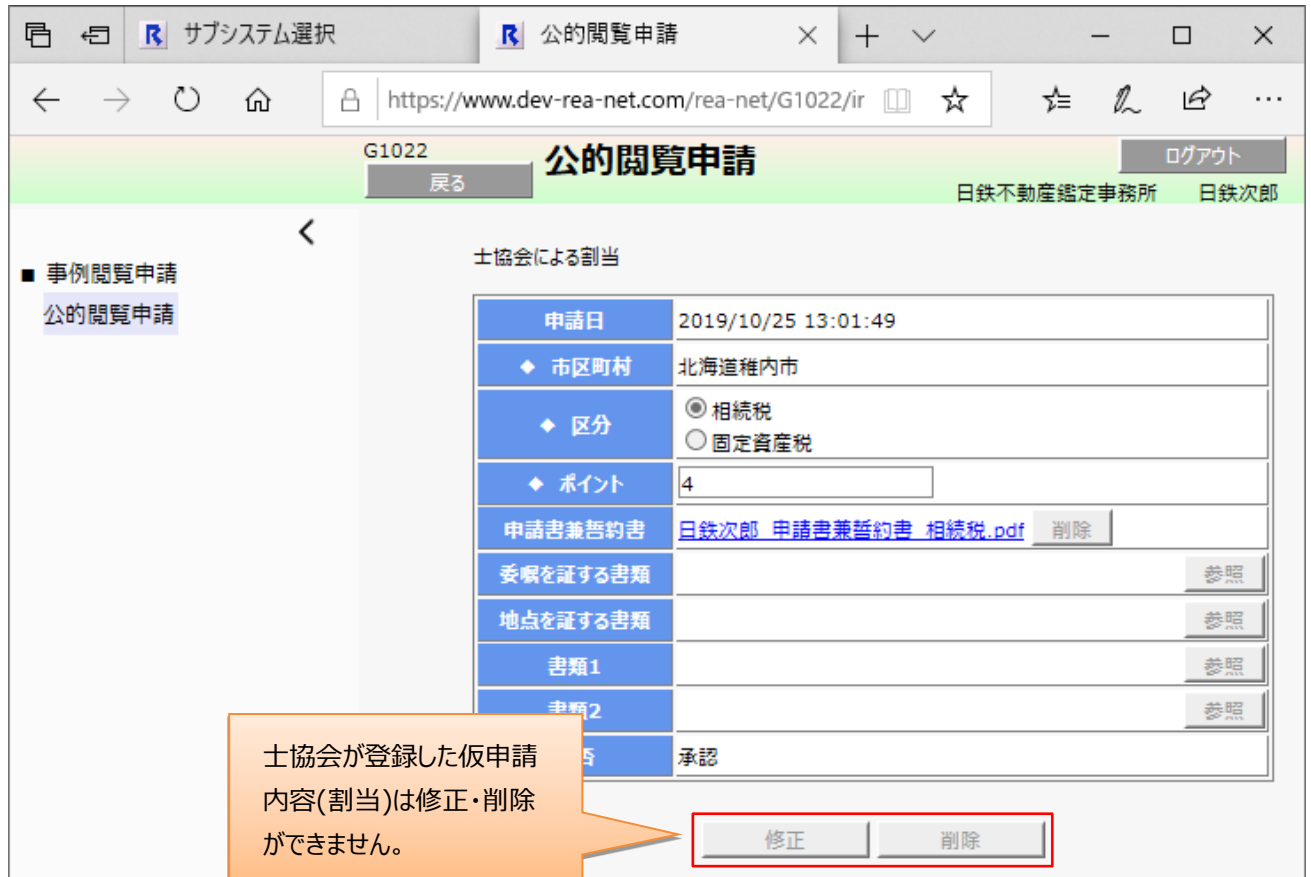 サブシステム選択
公的閲覧申請
https://www.dev-rea-net.com/rea-net/G1022/ir
G1022
戻る
公的閲覧申請
ログアウト
日鉄不動産鑑定事務所 日鉄次郎
■ 事例閲覧申請
公的閲覧申請
士協会による割当
申請日 2019/10/25 13:01:49
◆ 市区町村 北海道稚内市
◆ 区分 相続税
固定資産税
◆ ポイント 4
申請書兼誓約書 日鉄次郎_申請書兼誓約書_相続税.pdf 削除
委嘱を証する書類 参照
地点を証する書類 参照
書類1 参照
書類2 参照
否 承認
士協会が登録した仮申請
内容(割当)は修正・削除
ができません。
修正 削除